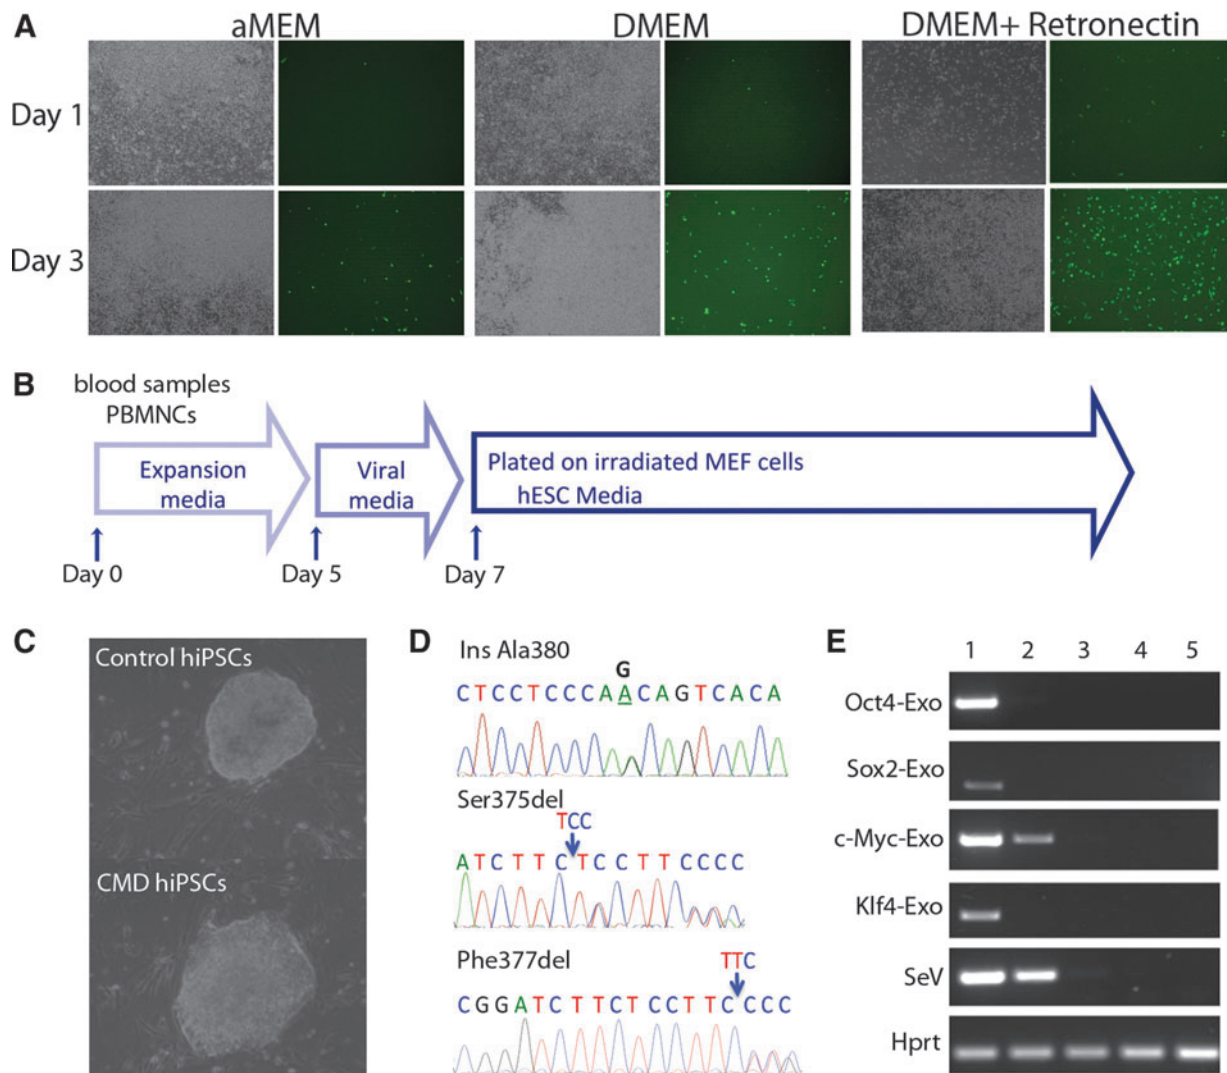 A
aMEM
DMEM
DMEM+ Retronectin
Day 1
Day 3
B
blood samples
PBMNCs
Expansion
media
Viral
media
Plated on irradiated MEF cells
hESC Media
Day 0
Day 5
Day 7
C
Control hiPSCs
CMD hiPSCs
D
Ins Ala380
G
CTCCTCCCAACAGTCACA
Ser375del
TCC
ATCTTCTCCTTCCCC
Phe377del
TTC
CGGATCTTCTCCTTCCCC
E
1 2 3 4 5
Oct4-Exo
Sox2-Exo
c-Myc-Exo
Klf4-Exo
SeV
Hprt